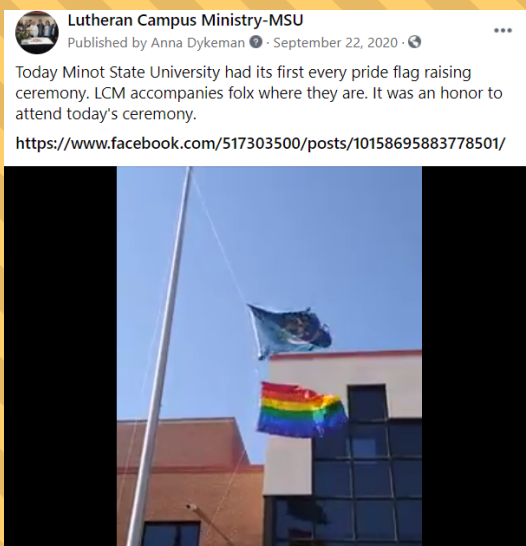 Lutheran Campus Ministry-MSU
Published by Anna Dykeman · September 22, 2020 ·
Today Minot State University had its first every pride flag raising
ceremony. LCM accompanies folx where they are. It was an honor to
attend today's ceremony.
https://www.facebook.com/517303500/posts/10158695883778501/